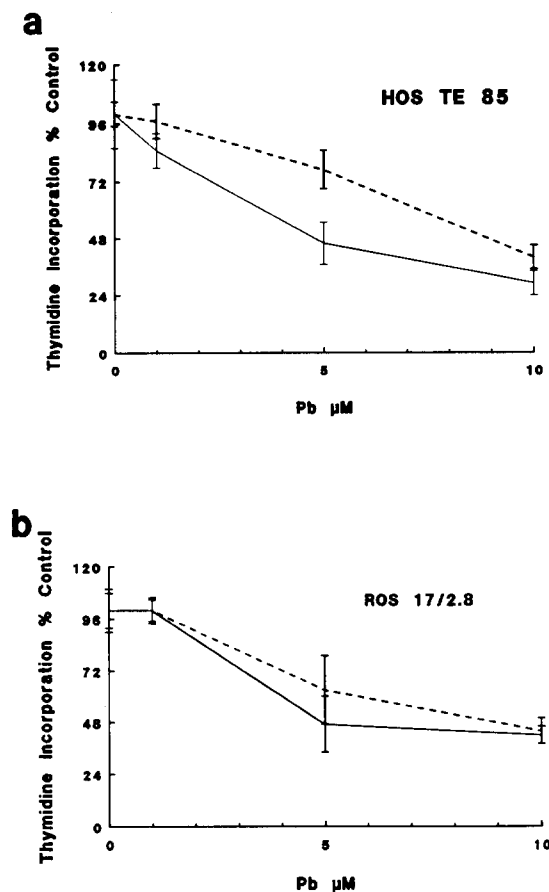 a
Thymidine Incorporation % Control
120
96
72
48
24
0
HOS TE 85
0
5
10
Pb µM
b
Thymidine Incorporation % Control
120
96
72
48
24
0
ROS 17/2.8
0
5
10
Pb µM